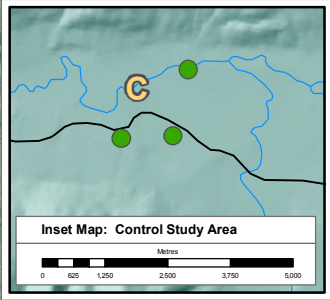 C
Inset Map: Control Study Area
Metres
0 625 1,250 2,500 3,750 5,000